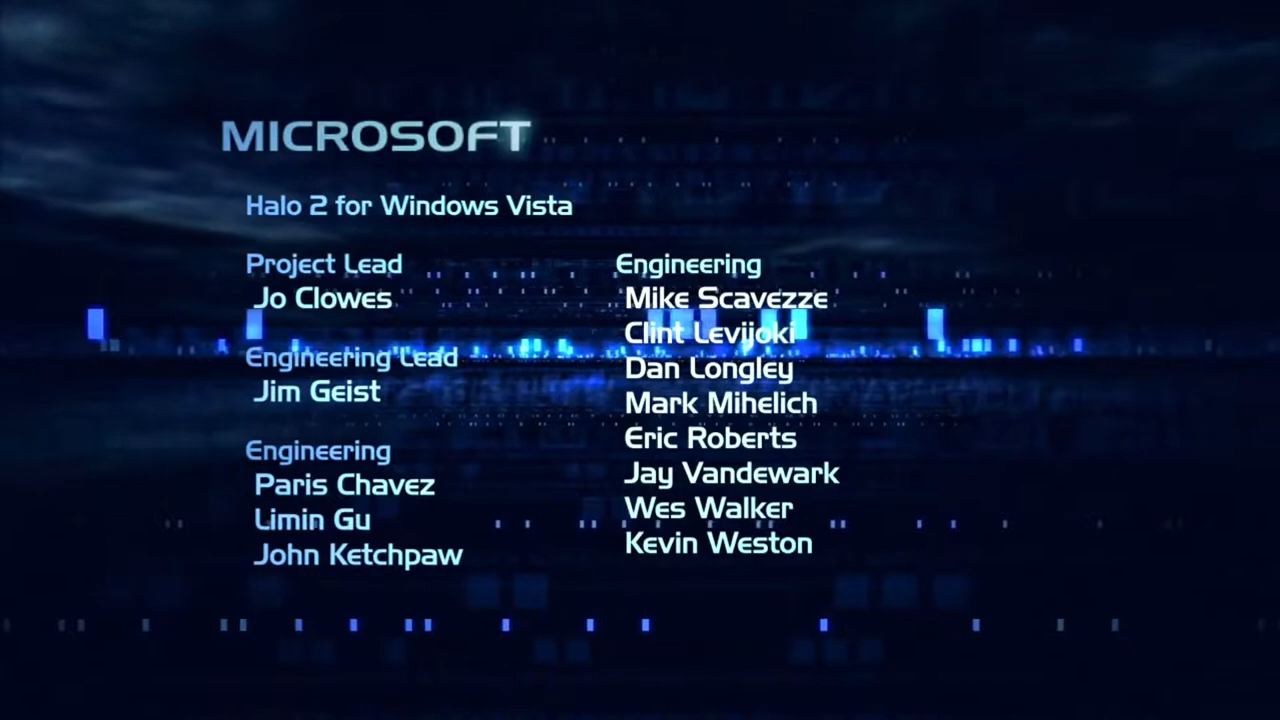 MICROSOFT
Halo 2 for Windows Vista
Project Lead
Jo Clowes
Engineering Lead
Jim Geist
Engineering
Paris Chavez
Limin Gu
John Ketchpaw
Engineering
Mike Scavezze
Clint Levijoki
Dan Longley
Mark Mihelich
Eric Roberts
Jay Vandewark
Wes Walker
Kevin Weston